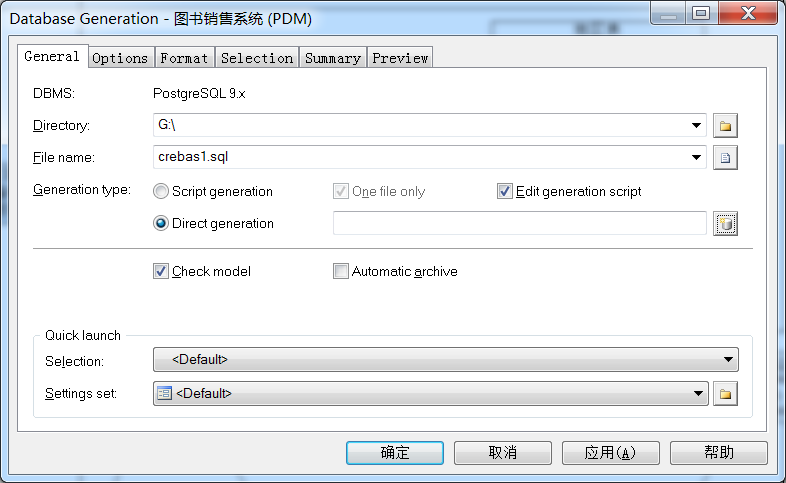 Database Generation - 图书销售系统 (PDM)
General Options Format Selection Summary Preview
DBMS: PostgreSQL 9.x
Directory: G:\
File name: crebas1.sql
Generation type: Script generation One file only Edit generation script
Direct generation
Check model Automatic archive
Quick launch
Selection: <Default>
Settings set: <Default>
确定 取消 应用(A) 帮助